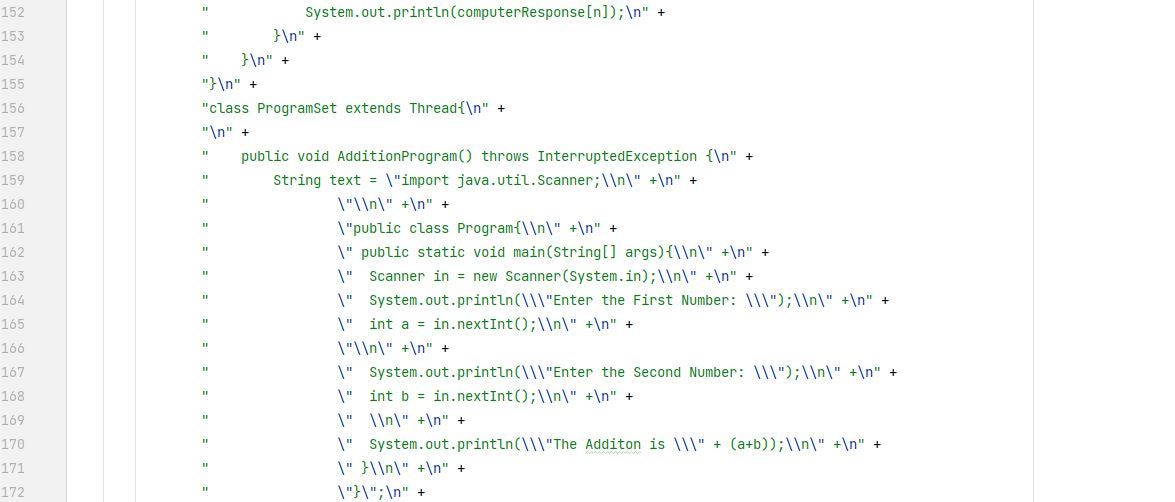 152 "            System.out.println(computerResponse[n]);\n" +
153 "        }\n" +
154 "    }\n" +
155 "}\n" +
156 "class ProgramSet extends Thread{\n" +
157 "\n" +
158 "    public void AdditionProgram() throws InterruptedException {\n" +
159 "        String text = \"import java.util.Scanner;\\n\" +\n" +
160 "                \"\\n\" +\n" +
161 "                \"public class Program{\\n\" +\n" +
162 "                \" public static void main(String[] args){\\n\" +\n" +
163 "                \"  Scanner in = new Scanner(System.in);\\n\" +\n" +
164 "                \"  System.out.println(\\\"Enter the First Number: \\\");\\n\" +\n" +
165 "                \"  int a = in.nextInt();\\n\" +\n" +
166 "                \"\\n\" +\n" +
167 "                \"  System.out.println(\\\"Enter the Second Number: \\\");\\n\" +\n" +
168 "                \"  int b = in.nextInt();\\n\" +\n" +
169 "                \"  \\n\" +\n" +
170 "                \"  System.out.println(\\\"The Additon is \\\" + (a+b));\\n\" +\n" +
171 "                \" }\\n\" +\n" +
172 "                \"}\";\n" +